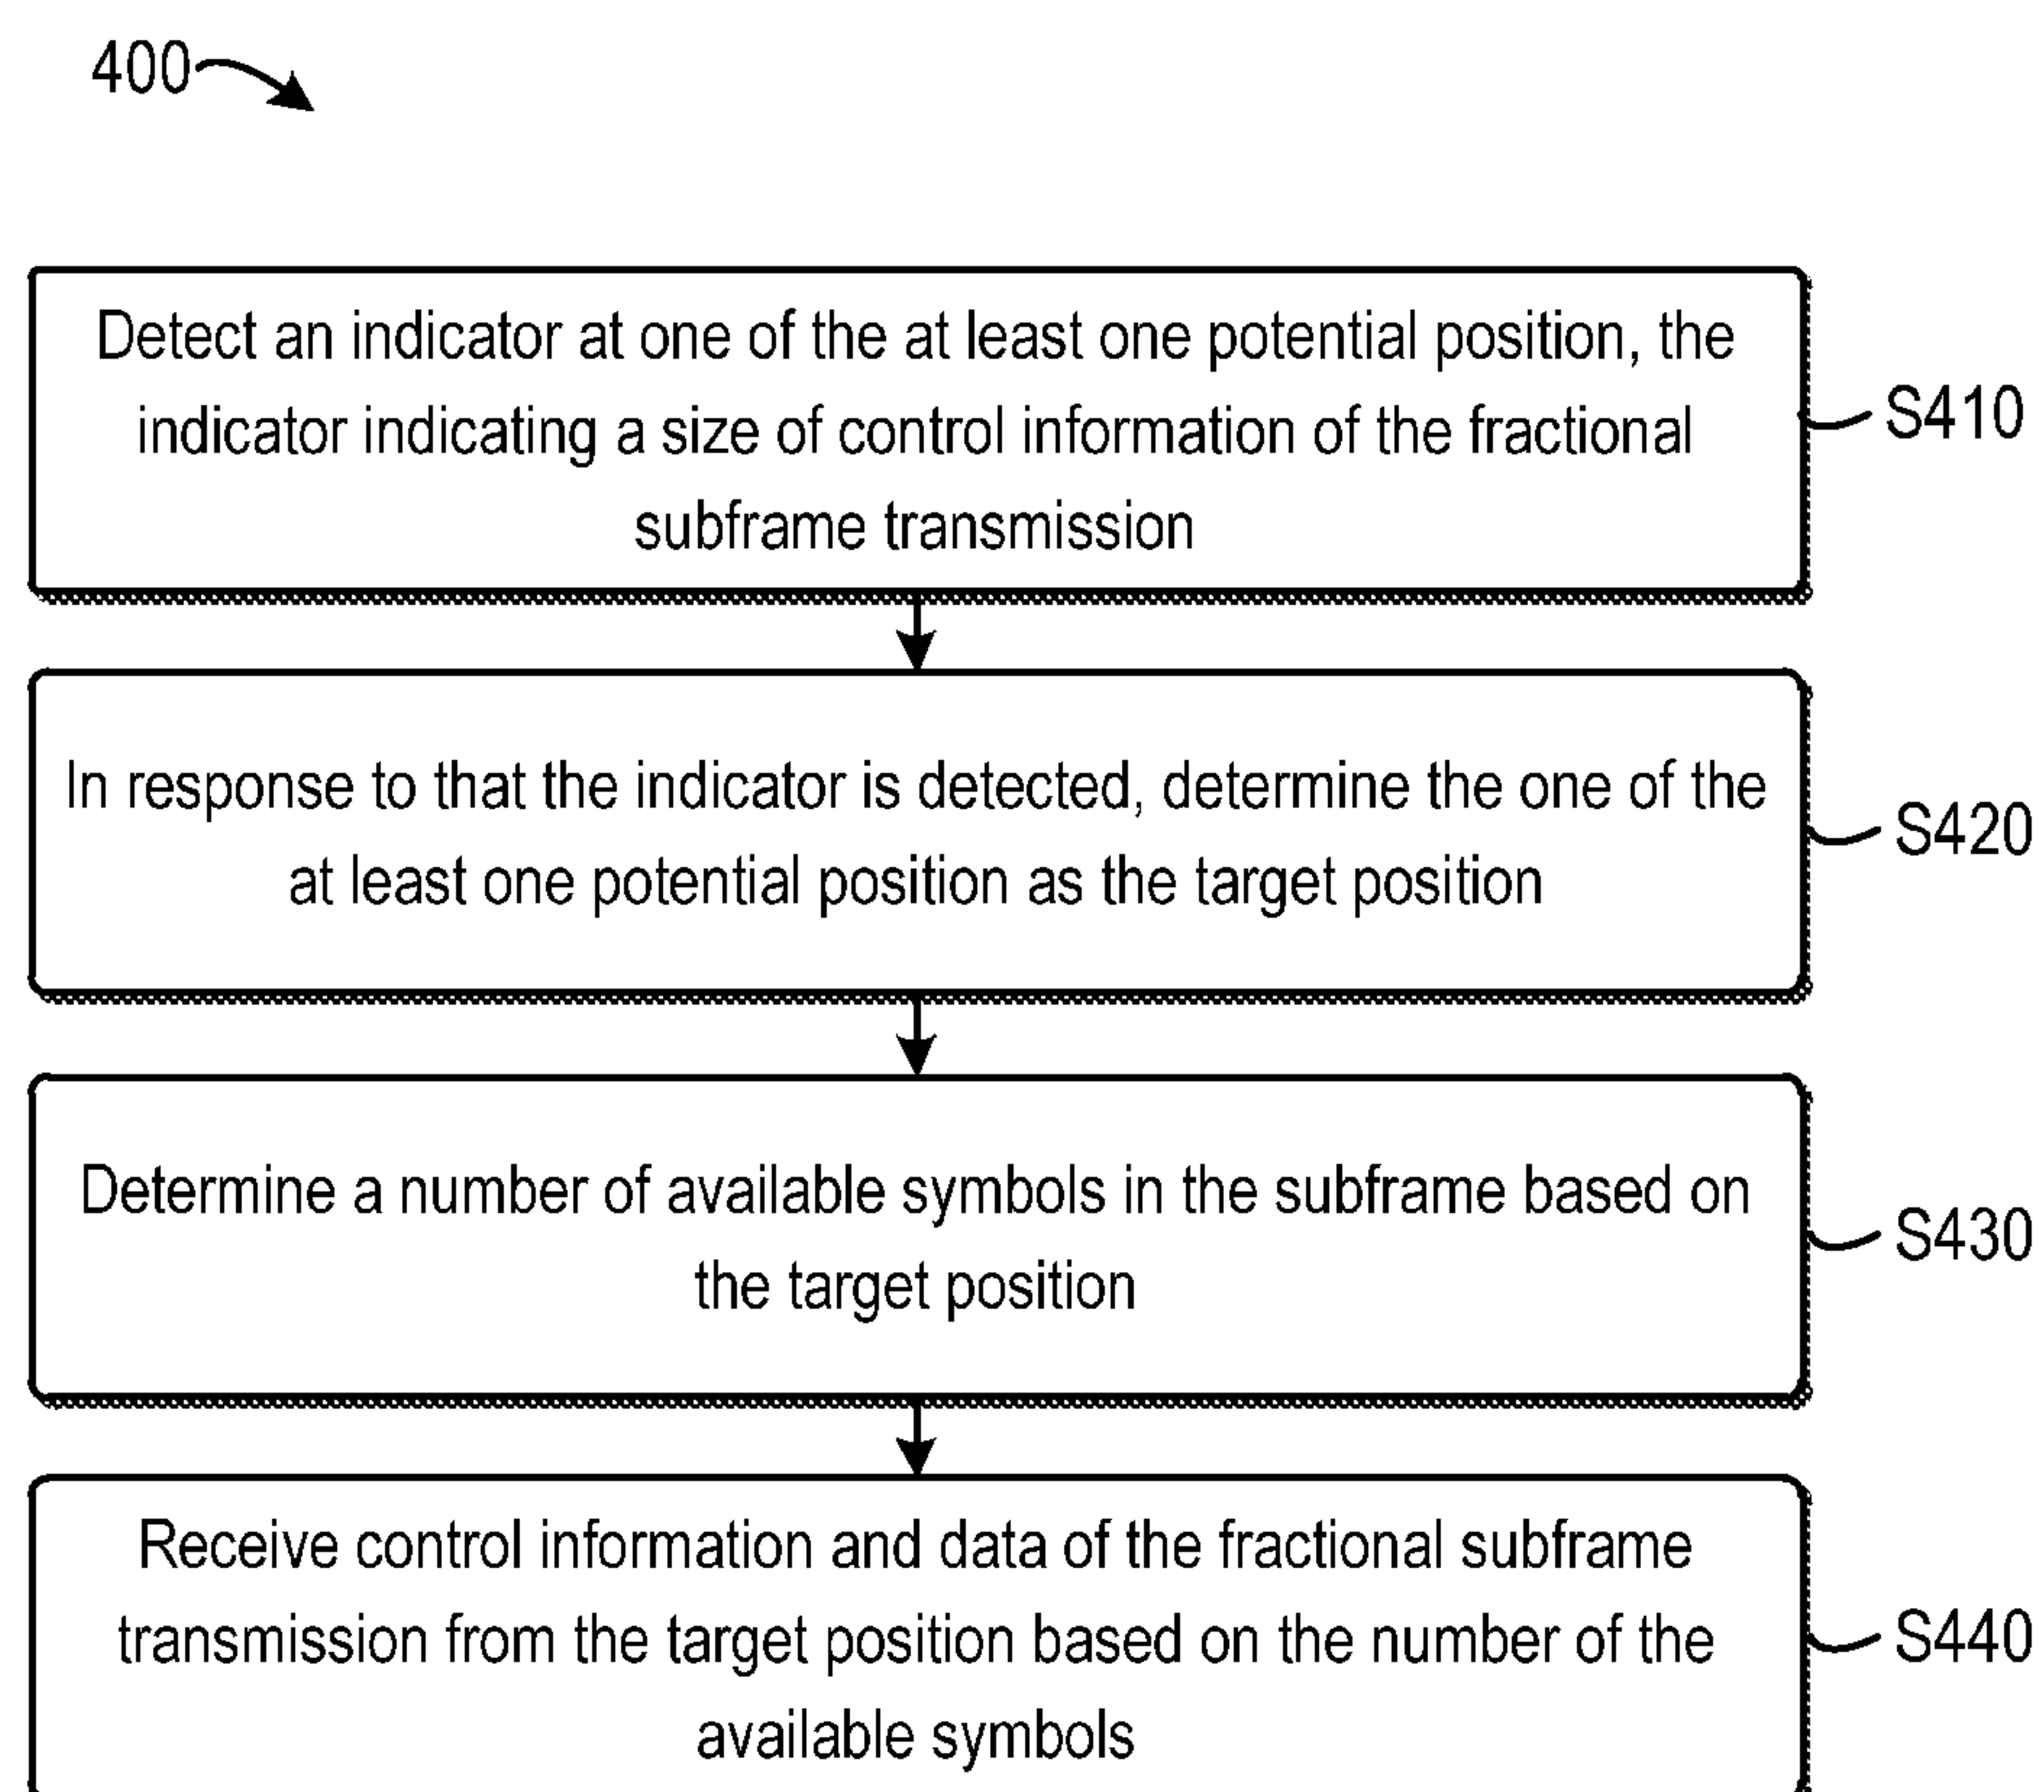 400
Detect an indicator at one of the at least one potential position, the
indicator indicating a size of control information of the fractional
subframe transmission
S410
In response to that the indicator is detected, determine the one of the
at least one potential position as the target position
S420
Determine a number of available symbols in the subframe based on
the target position
S430
Receive control information and data of the fractional subframe
transmission from the target position based on the number of the
available symbols
S440